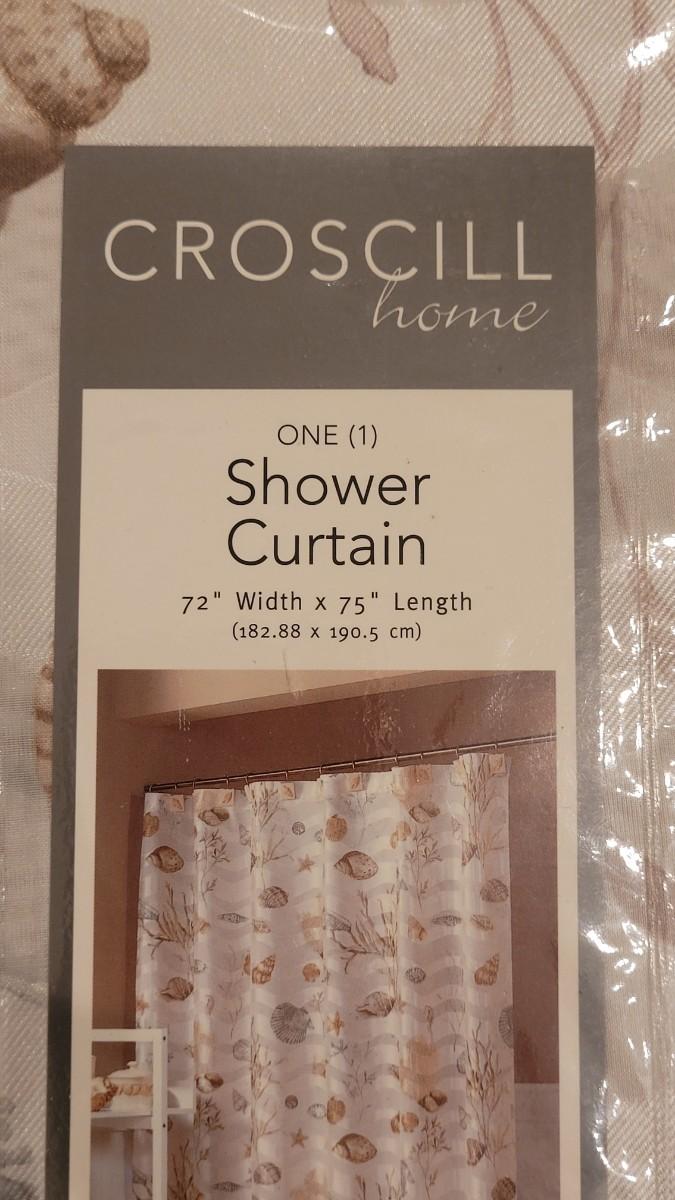 CROSCILL
home
ONE (1)
Shower
Curtain
72" Width x 75" Length
(182.88 x 190.5 cm)